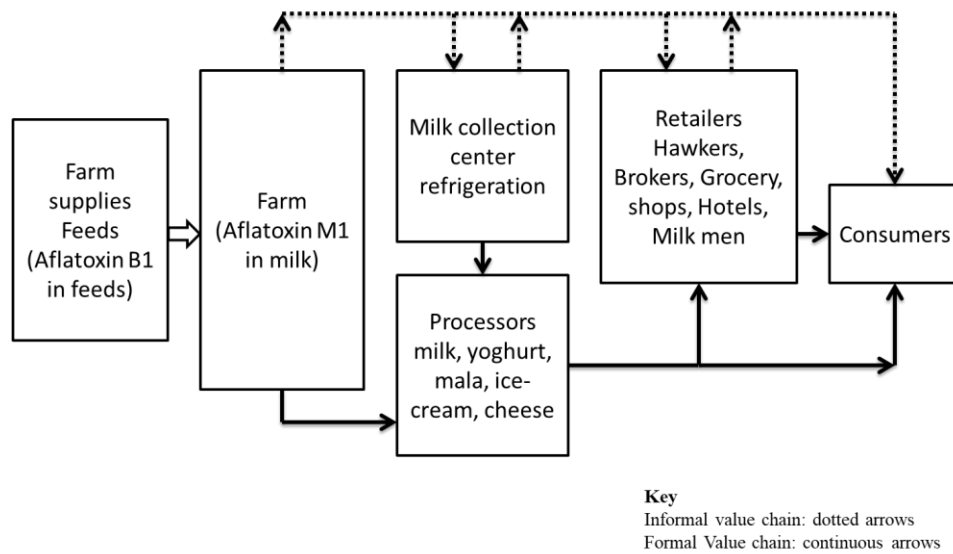 Farm
supplies
Feeds
(Aflatoxin B1
in feeds)
Farm
(Aflatoxin M1
in milk)
Milk collection
center
refrigeration
Processors
milk, yoghurt,
mala, ice-
cream, cheese
Retailers
Hawkers,
Brokers, Grocery,
shops, Hotels,
Milk men
Consumers
Key
Informal value chain: dotted arrows
Formal Value chain: continuous arrows